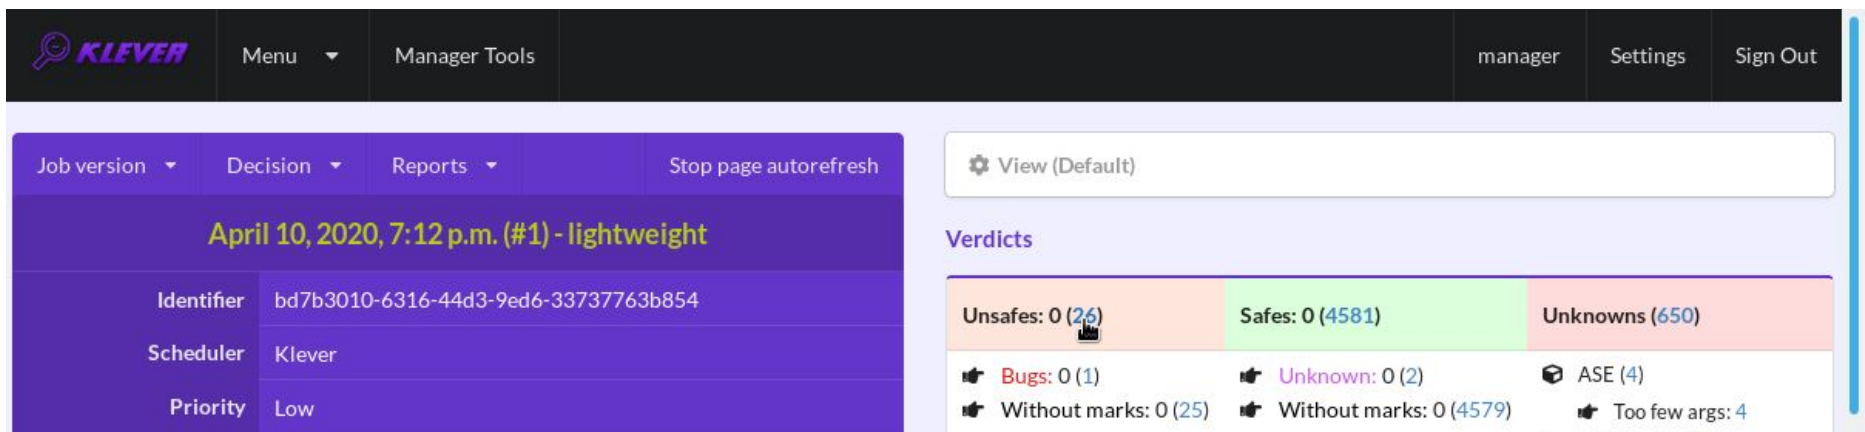 KLEVER Menu Manager Tools manager Settings Sign Out
Job version Decision Reports Stop page autorefresh
April 10, 2020, 7:12 p.m. (#1) - lightweight
Identifier bd7b3010-6316-44d3-9ed6-33737763b854
Scheduler Klever
Priority Low
View (Default)
Verdicts
Unsafes: 0 (26) Safes: 0 (4581) Unknowns (650)
Bugs: 0 (1) Unknown: 0 (2) ASE (4)
Without marks: 0 (25) Without marks: 0 (4579) Too few args: 4